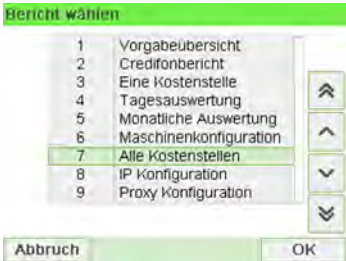 Bericht wählen
1 Vorgabeübersicht
2 Credifonbericht
3 Eine Kostenstelle
4 Tagesauswertung
5 Monatliche Auswertung
6 Maschinenkonfiguration
7 Alle Kostenstellen
8 IP Konfiguration
9 Proxy Konfiguration
Abbruch OK